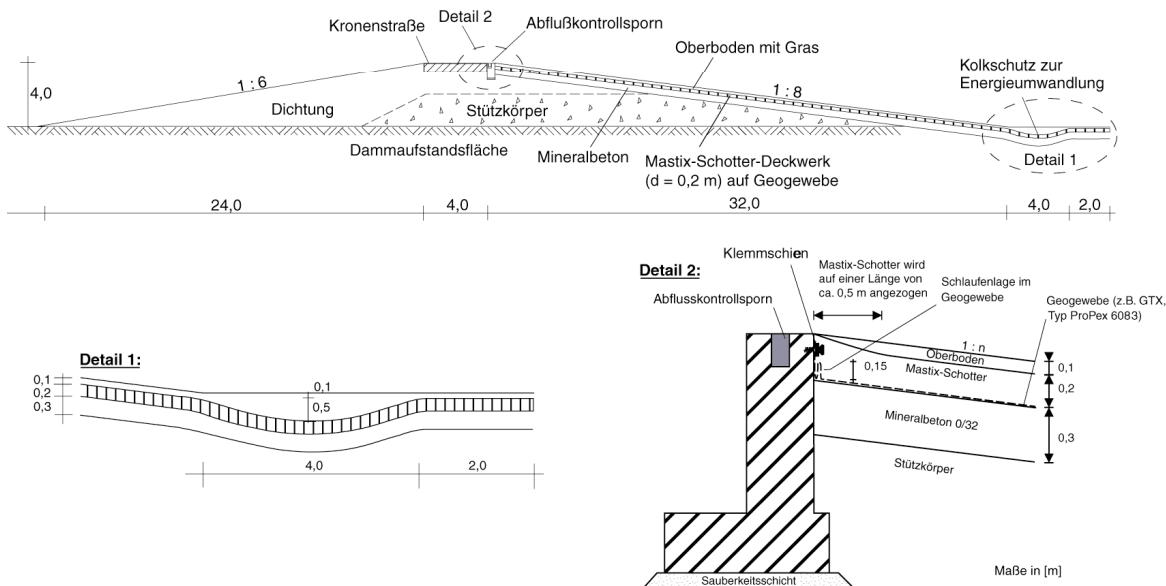 Detail 2
Abflußkontrollsporn
Kronenstraße
Oberboden mit Gras
Kolkschutz zur
Energieumwandlung
4,0
1:6
1 : 8
Dichtung
Stützkörper
Dammaufstandsfläche
Mineralbeton
Mastix-Schotter-Deckwerk
(d = 0,2 m) auf Geogewebe
Detail 1
24,0
4,0
32,0
4,0
2,0
Detail 1:
0,1
0,2
0,3
0,1
0,5
4,0
2,0
Detail 2:
Klemmschien
Abflusskontrollsporn
Mastix-Schotter wird
auf einer Länge von
ca. 0,5 m angezogen
Schlaufenlage im
Geogewebe
Geogewebe (z.B. GTX,
Typ ProPex 6083)
1 : n
Oberboden
Mastix-Schotter
0,15
0,1
0,2
Mineralbeton 0/32
0,3
Stützkörper
Sauberkeitsschicht
Maße in [m]